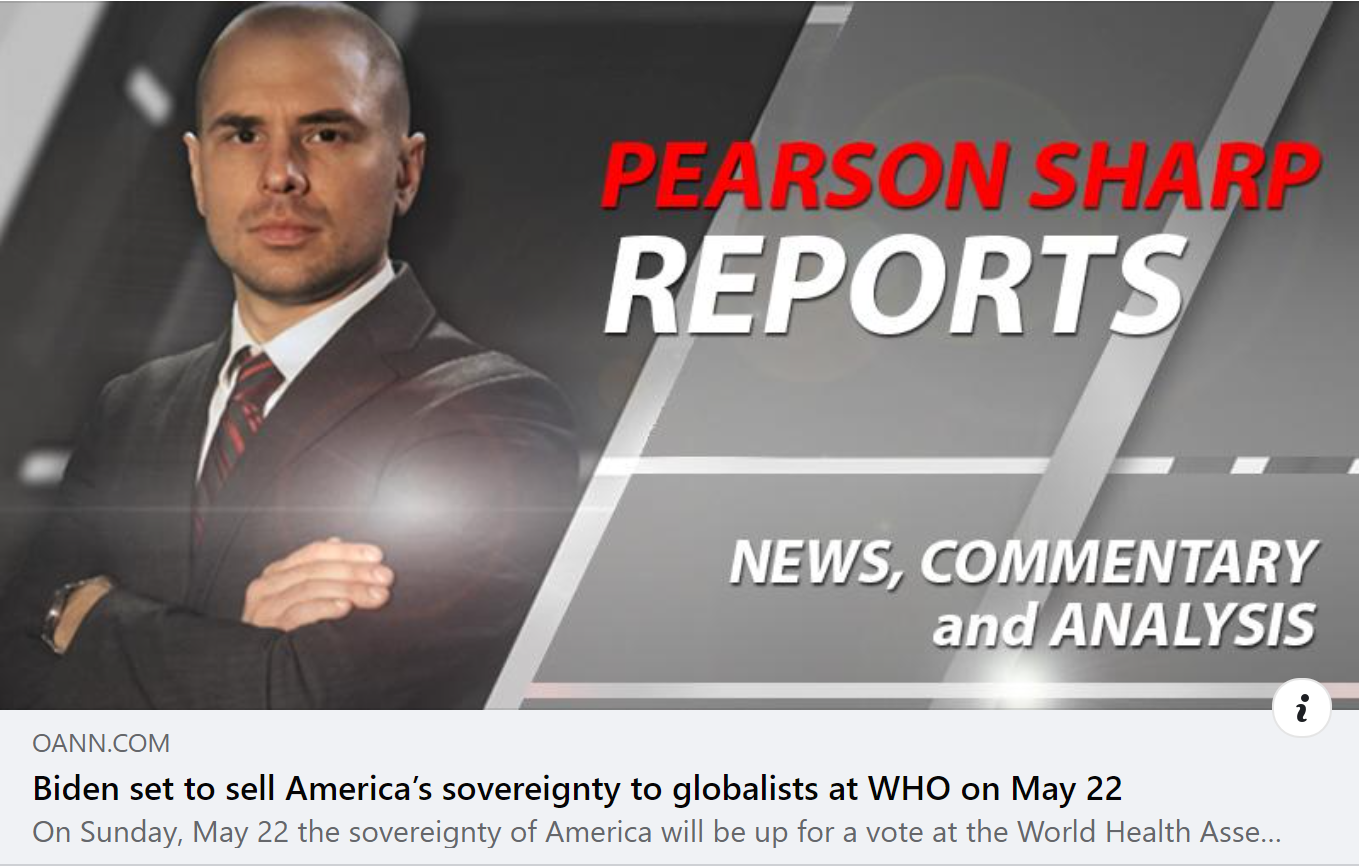 PEARSON SHARP
REPORTS
NEWS, COMMENTARY
and ANALYSIS
i
OANN.COM
Biden set to sell America’s sovereignty to globalists at WHO on May 22
On Sunday, May 22 the sovereignty of America will be up for a vote at the World Health Asse...